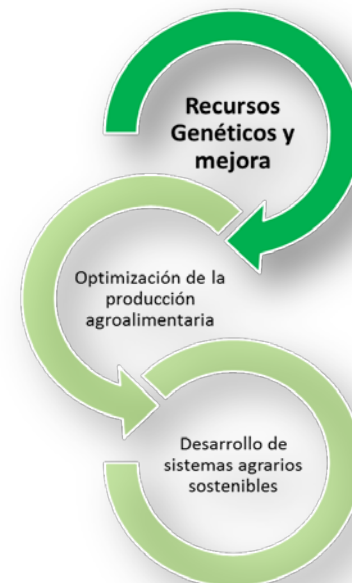 Recursos
Genéticos y
mejora
Optimización de la
producción
agroalimentaria
Desarrollo de
sistemas agrarios
sostenibles